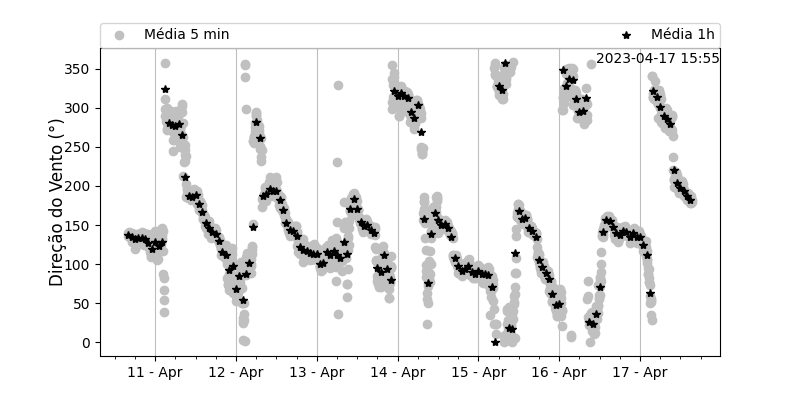 Média 5 min
Média 1h
2023-04-17 15:55
Direção do Vento (°)
350
300
250
200
150
100
50
0
11 - Apr
12 - Apr
13 - Apr
14 - Apr
15 - Apr
16 - Apr
17 - Apr